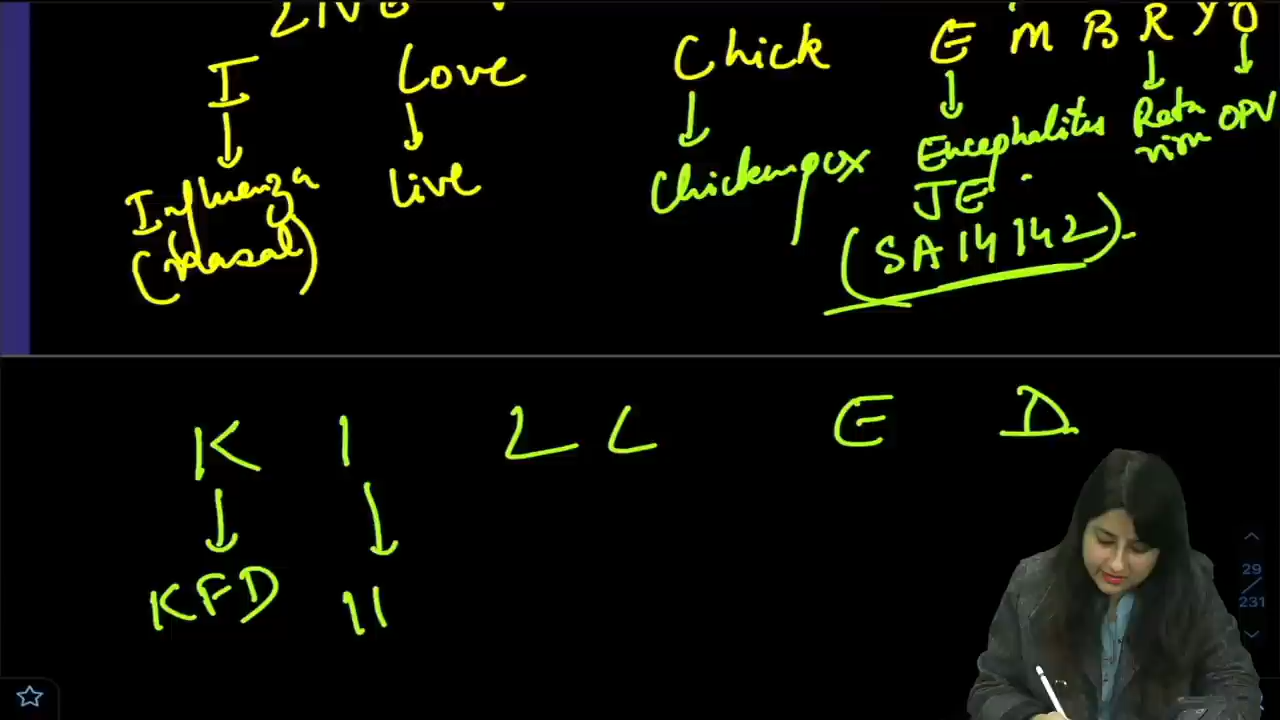 LIVE
I Love Chick E M B R Y O
Influenza live Chickenpox Encephalitis Rota OPV
(Nasal) JE virus
(SA 14 14 2)
K I L L E D
KFD 11
29
231